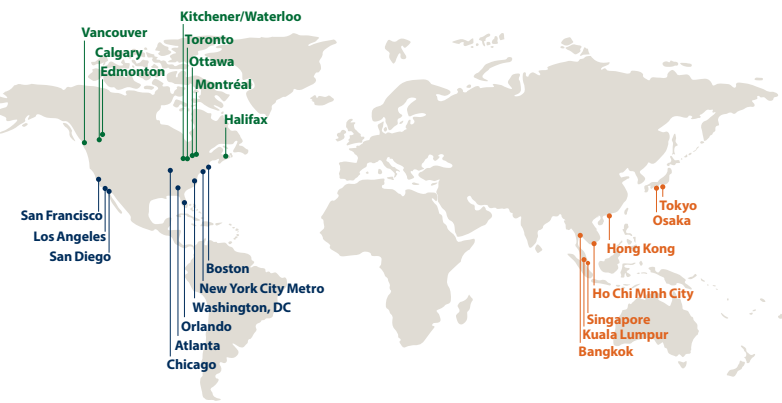 Kitchener/Waterloo
Vancouver
Toronto
Calgary
Ottawa
Edmonton
Montréal
Halifax
San Francisco
Los Angeles
San Diego
Boston
New York City Metro
Washington, DC
Orlando
Atlanta
Chicago
Tokyo
Osaka
Hong Kong
Ho Chi Minh City
Singapore
Kuala Lumpur
Bangkok